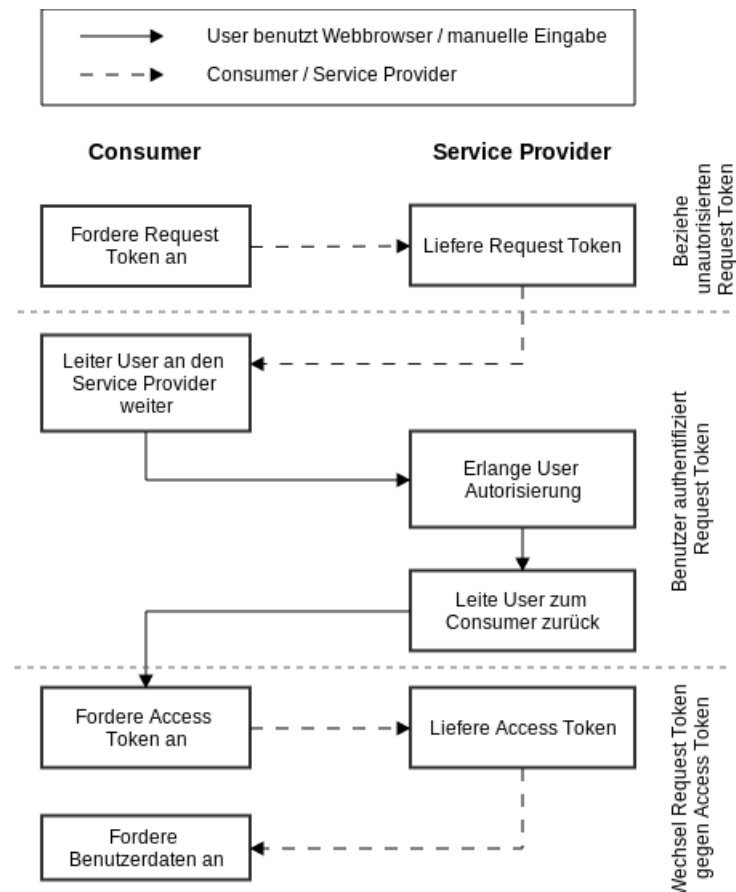 User benutzt Webbrowser / manuelle Eingabe
Consumer / Service Provider
Consumer
Service Provider
Fordere Request
Token an
Liefere Request Token
Beziehe
unautorisierten
Request Token
Leiter User an den
Service Provider
weiter
Erlange User
Autorisierung
Leite User zum
Consumer zurück
Benutzer authentifiziert
Request Token
Fordere Access
Token an
Liefere Access Token
Fordere
Benutzerdaten an
Wechsel Request Token
gegen Access Token